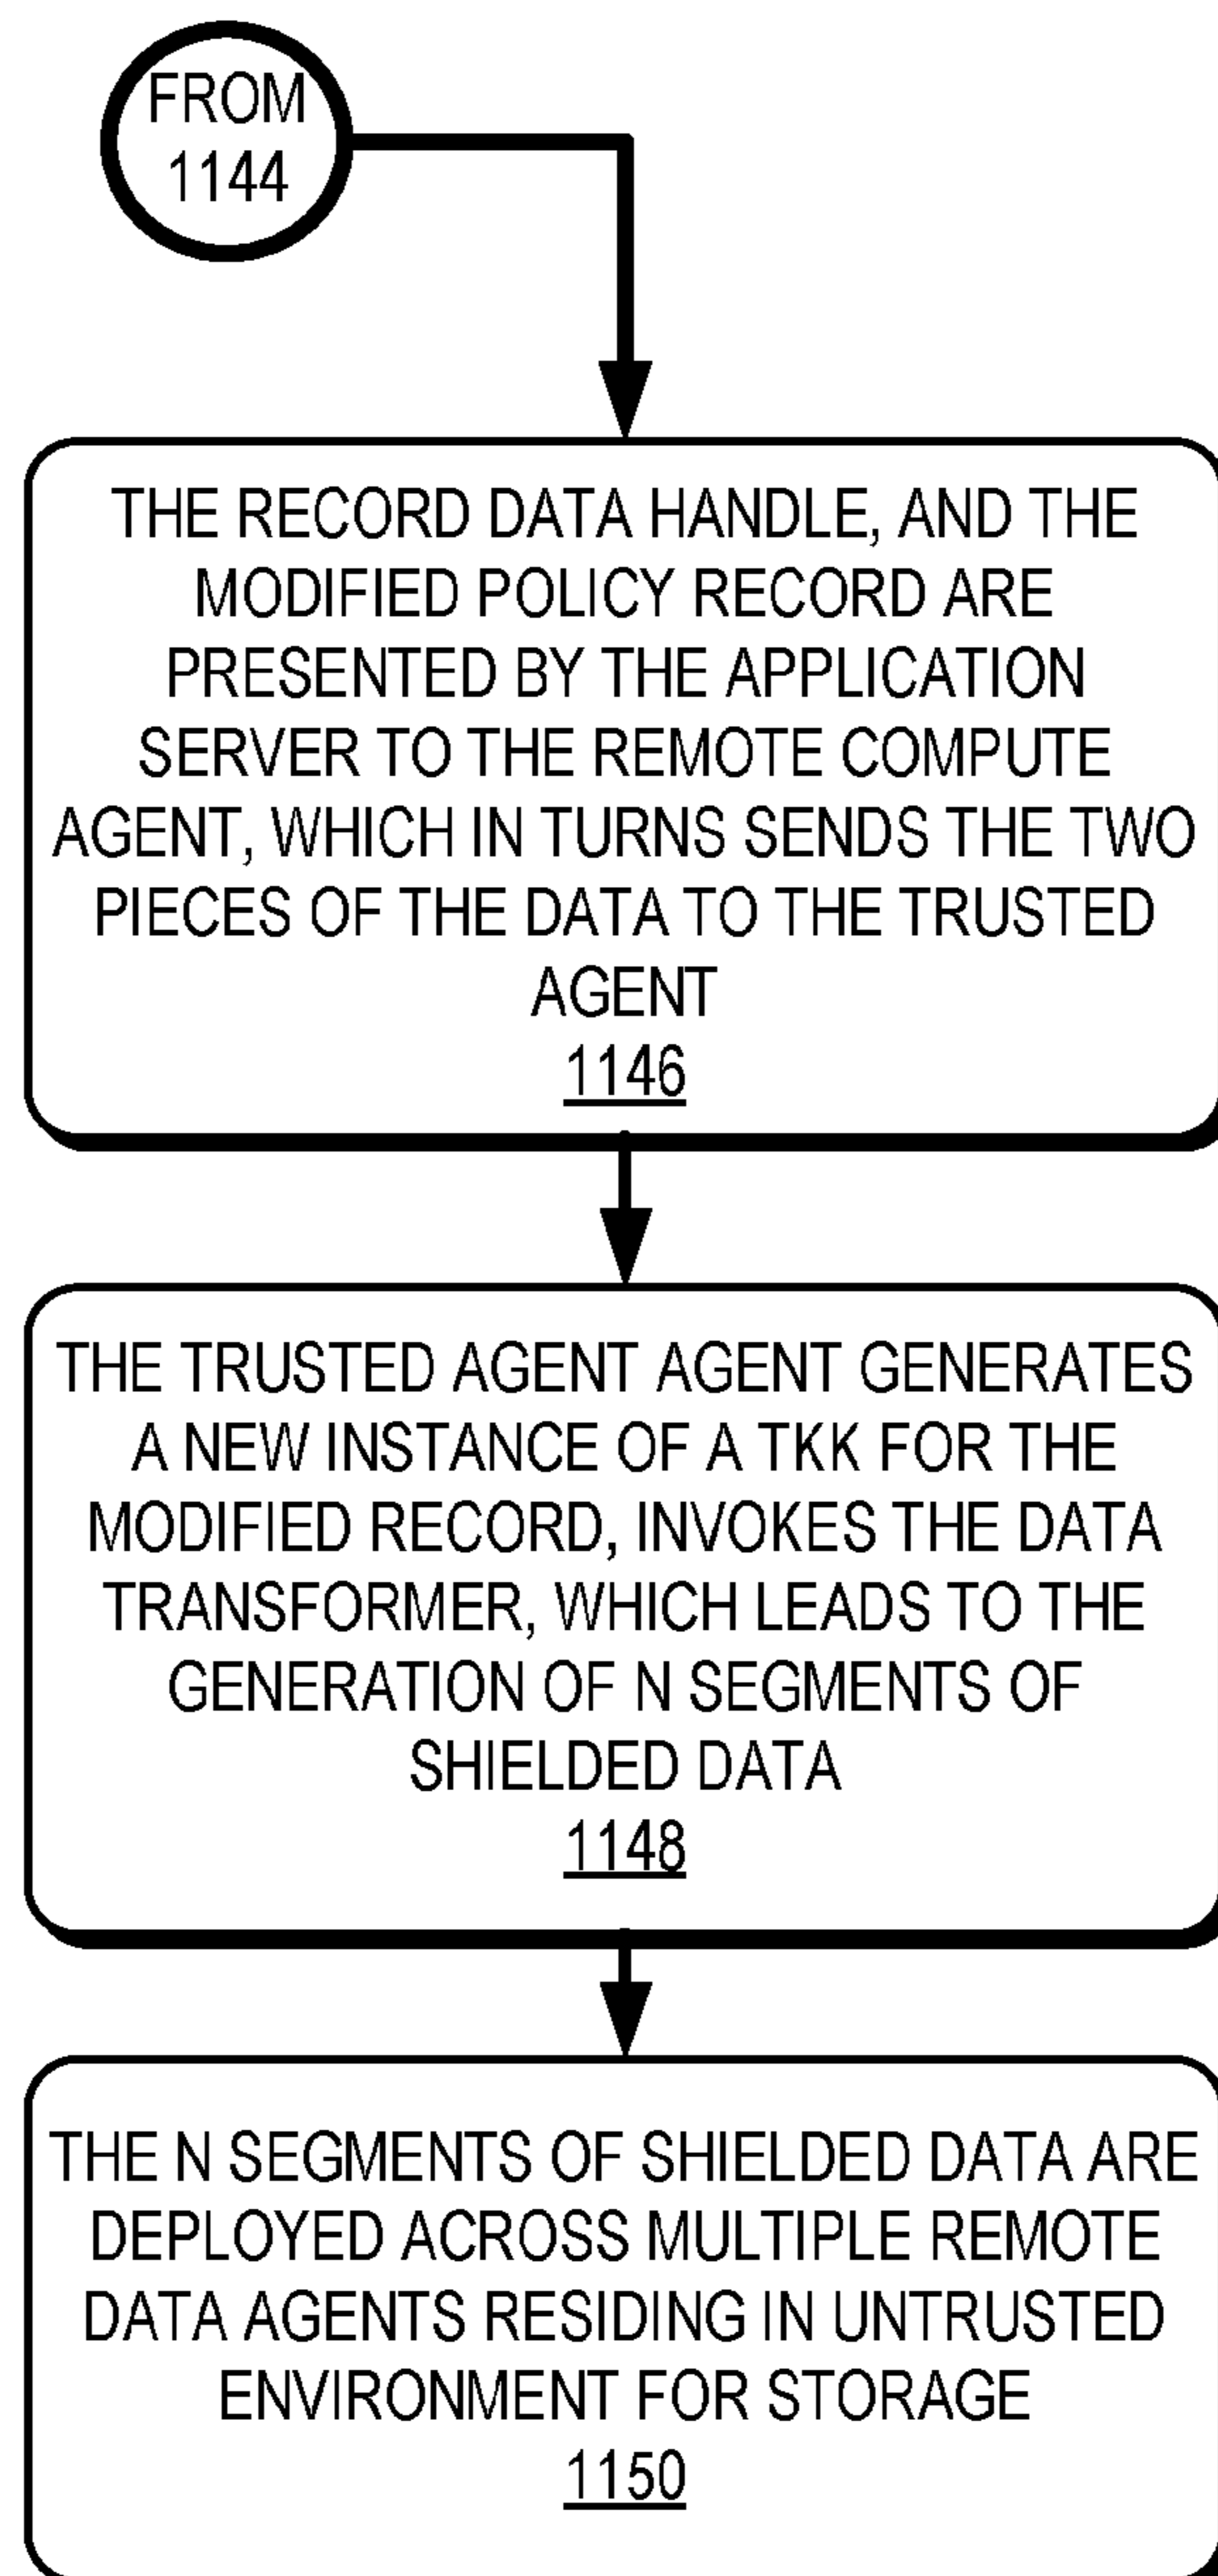 FROM
1144
THE RECORD DATA HANDLE, AND THE
MODIFIED POLICY RECORD ARE
PRESENTED BY THE APPLICATION
SERVER TO THE REMOTE COMPUTE
AGENT, WHICH IN TURNS SENDS THE TWO
PIECES OF THE DATA TO THE TRUSTED
AGENT
1146
THE TRUSTED AGENT AGENT GENERATES
A NEW INSTANCE OF A TKK FOR THE
MODIFIED RECORD, INVOKES THE DATA
TRANSFORMER, WHICH LEADS TO THE
GENERATION OF N SEGMENTS OF
SHIELDED DATA
1148
THE N SEGMENTS OF SHIELDED DATA ARE
DEPLOYED ACROSS MULTIPLE REMOTE
DATA AGENTS RESIDING IN UNTRUSTED
ENVIRONMENT FOR STORAGE
1150